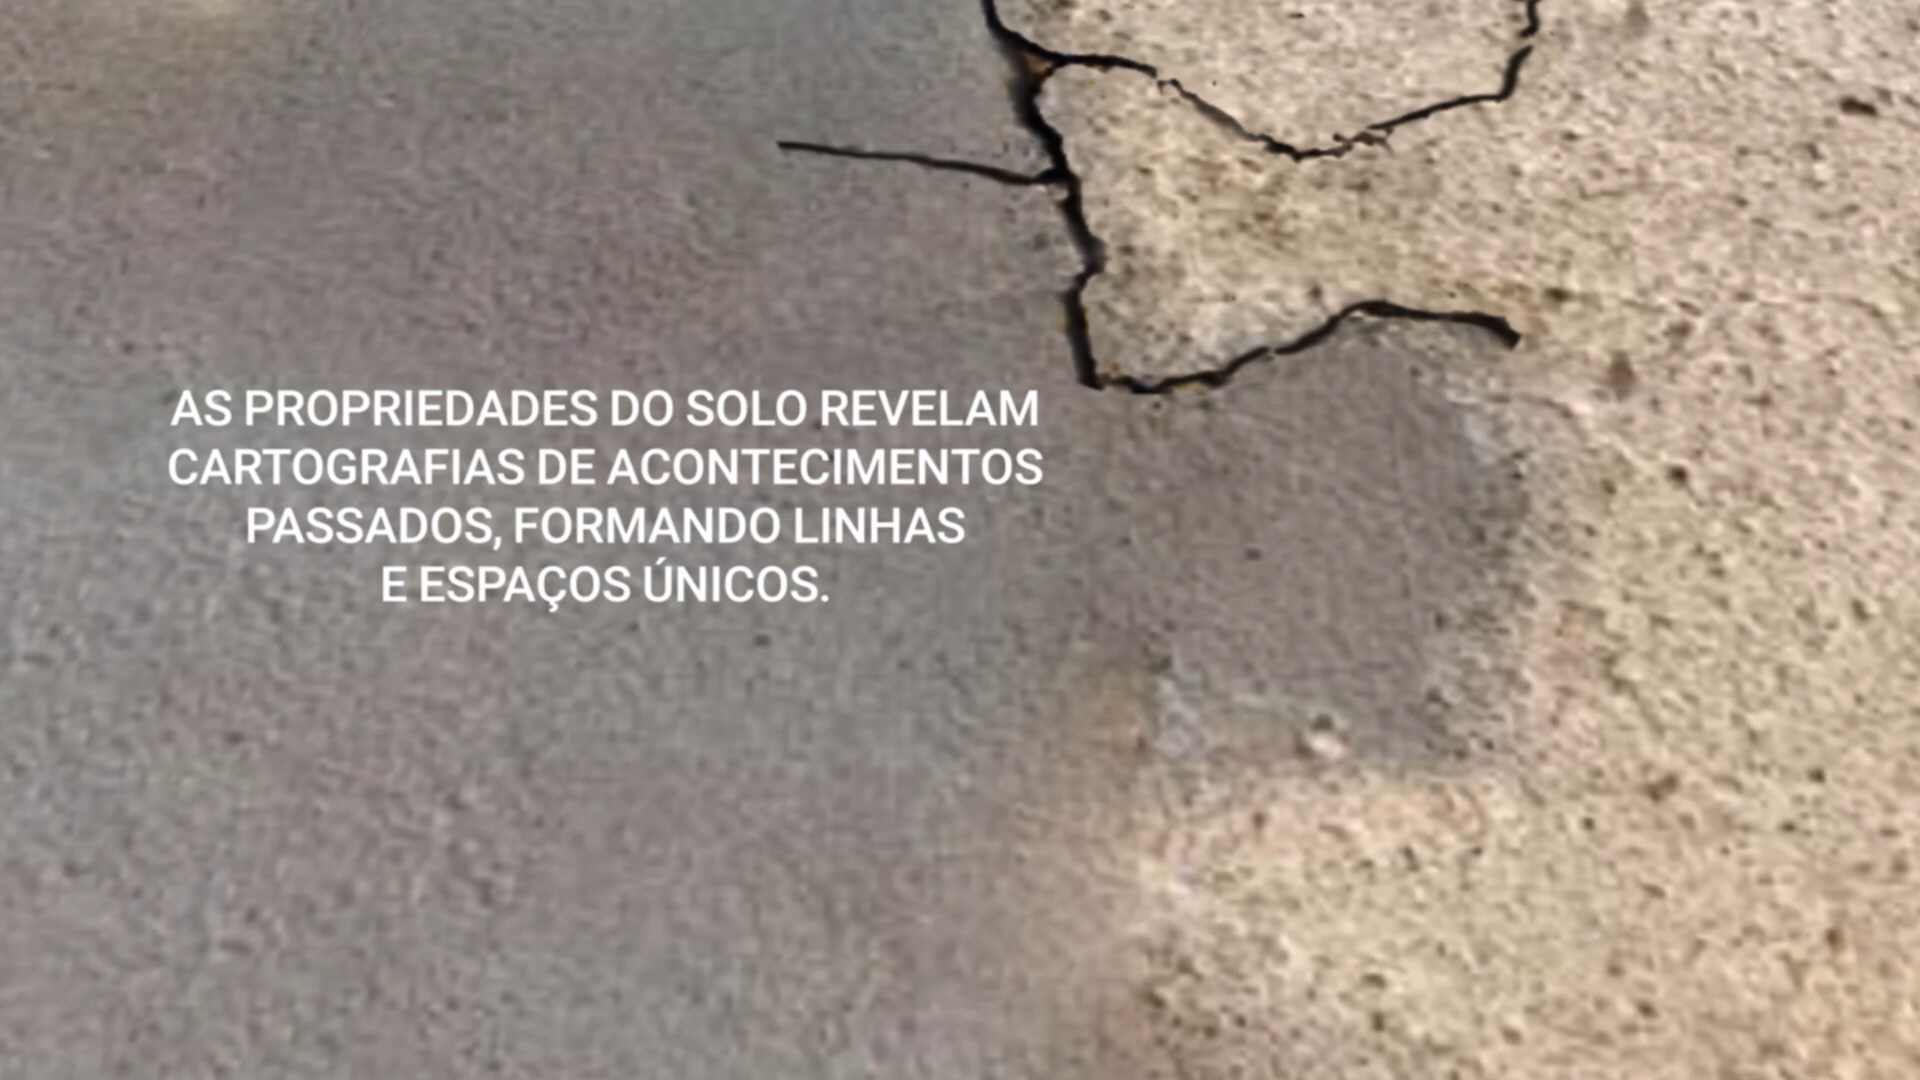 AS PROPRIEDADES DO SOLO REVELAM
CARTOGRAFIAS DE ACONTECIMENTOS
PASSADOS, FORMANDO LINHAS
E ESPAÇOS ÚNICOS.